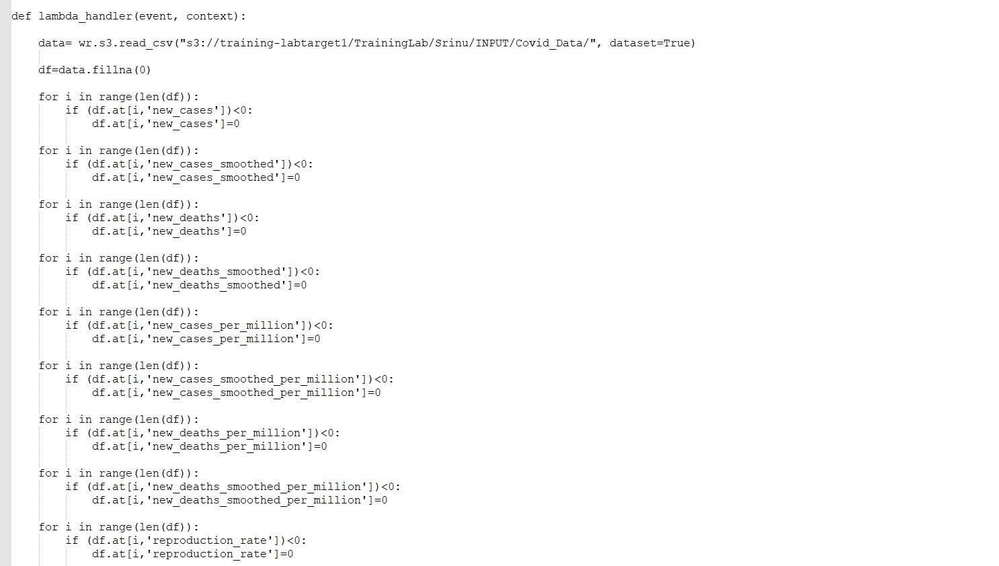 def lambda_handler(event, context):
data= wr.s3.read_csv("s3://training-labtarget1/TrainingLab/Srinu/INPUT/Covid_Data/", dataset=True)
df=data.fillna(0)
for i in range(len(df)):
if (df.at[i,'new_cases'])<0:
df.at[i,'new_cases']=0
for i in range(len(df)):
if (df.at[i,'new_cases_smoothed'])<0:
df.at[i,'new_cases_smoothed']=0
for i in range(len(df)):
if (df.at[i,'new_deaths'])<0:
df.at[i,'new_deaths']=0
for i in range(len(df)):
if (df.at[i,'new_deaths_smoothed'])<0:
df.at[i,'new_deaths_smoothed']=0
for i in range(len(df)):
if (df.at[i,'new_cases_per_million'])<0:
df.at[i,'new_cases_per_million']=0
for i in range(len(df)):
if (df.at[i,'new_cases_smoothed_per_million'])<0:
df.at[i,'new_cases_smoothed_per_million']=0
for i in range(len(df)):
if (df.at[i,'new_deaths_per_million'])<0:
df.at[i,'new_deaths_per_million']=0
for i in range(len(df)):
if (df.at[i,'new_deaths_smoothed_per_million'])<0:
df.at[i,'new_deaths_smoothed_per_million']=0
for i in range(len(df)):
if (df.at[i,'reproduction_rate'])<0:
df.at[i,'reproduction_rate']=0